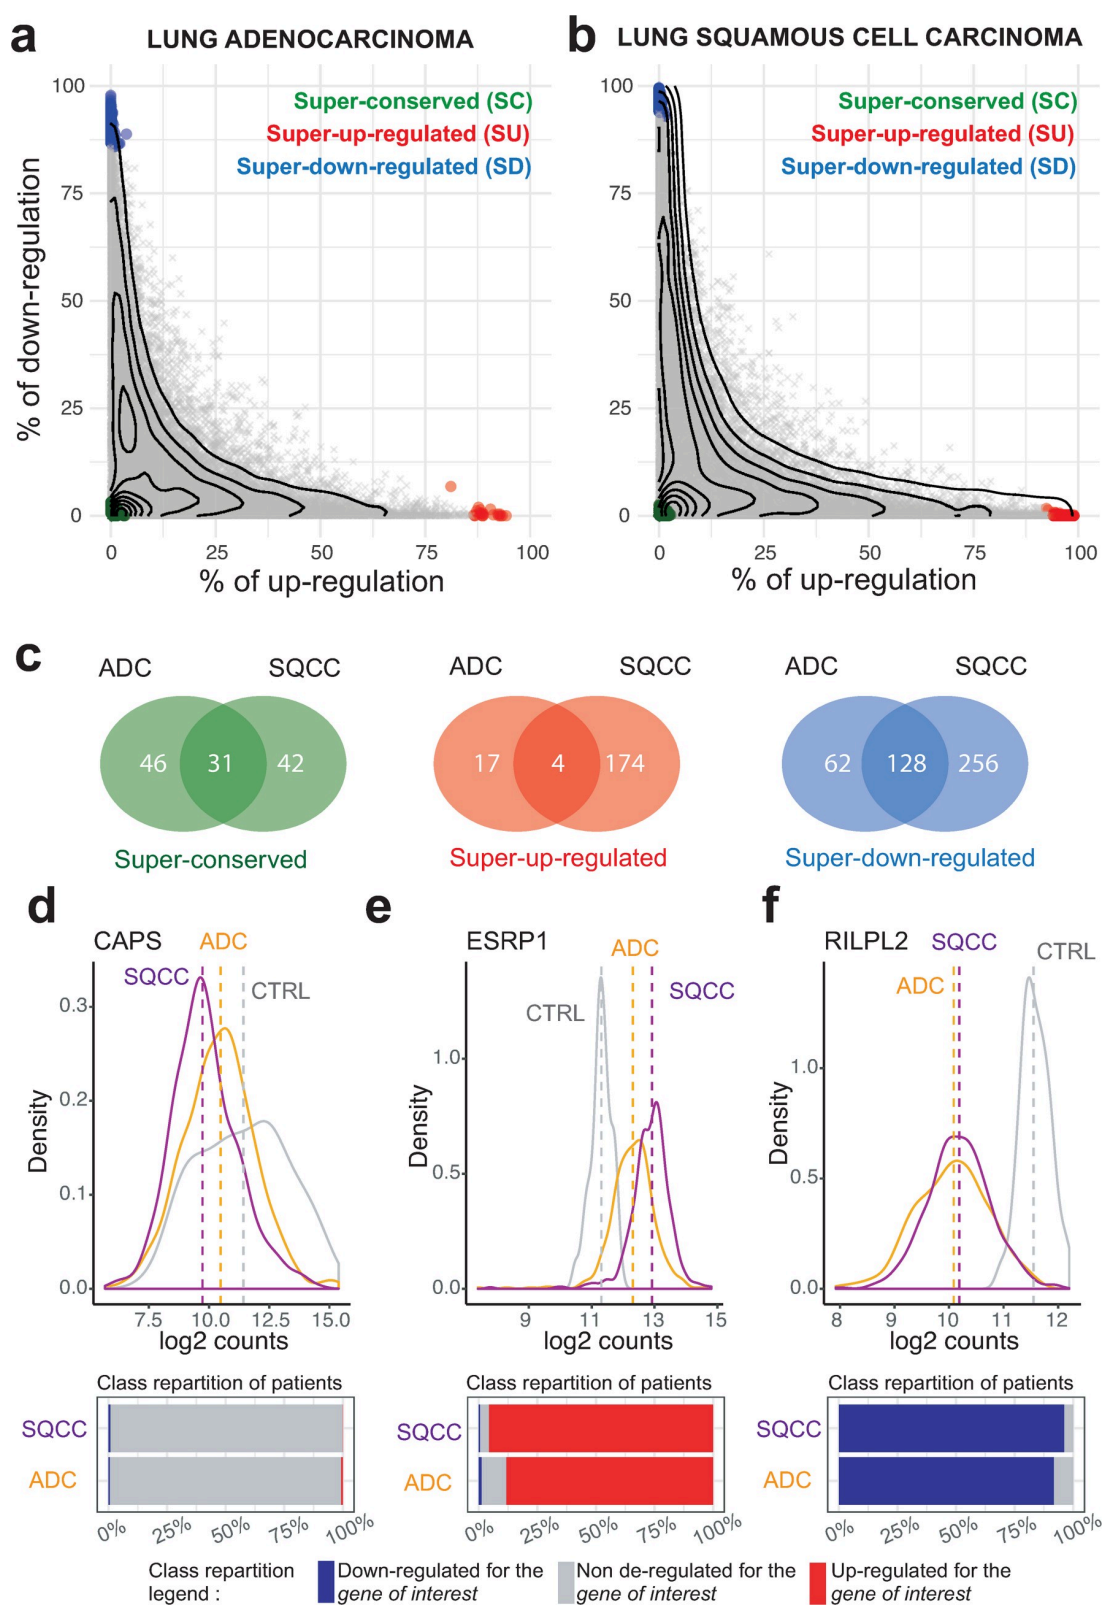 a LUNG ADENOCARCINOMA
b LUNG SQUAMOUS CELL CARCINOMA
Super-conserved (SC)
Super-up-regulated (SU)
Super-down-regulated (SD)
% of down-regulation
100
75
50
25
0
0 25 50 75 100
% of up-regulation
Super-conserved (SC)
Super-up-regulated (SU)
Super-down-regulated (SD)
100
75
50
25
0
0 25 50 75 100
% of up-regulation
c
ADC SQCC
46 31 42
Super-conserved
ADC SQCC
17 4 174
Super-up-regulated
ADC SQCC
62 128 256
Super-down-regulated
d
CAPS
ADC
SQCC
CTRL
Density
0.3
0.2
0.1
0.0
7.5 10.0 12.5 15.0
log2 counts
e
ESRP1
ADC
SQCC
CTRL
Density
1.0
0.5
0.0
9 11 13 15
log2 counts
f
RILPL2
SQCC
CTRL
ADC
Density
1.0
0.5
0.0
8 9 10 11 12
log2 counts
Class repartition of patients
SQCC
ADC
0% 25% 50% 75% 100%
Class repartition of patients
SQCC
ADC
0% 25% 50% 75% 100%
Class repartition of patients
SQCC
ADC
0% 25% 50% 75% 100%
Class repartition
legend :
Down-regulated for the
gene of interest
Non de-regulated for the
gene of interest
Up-regulated for the
gene of interest